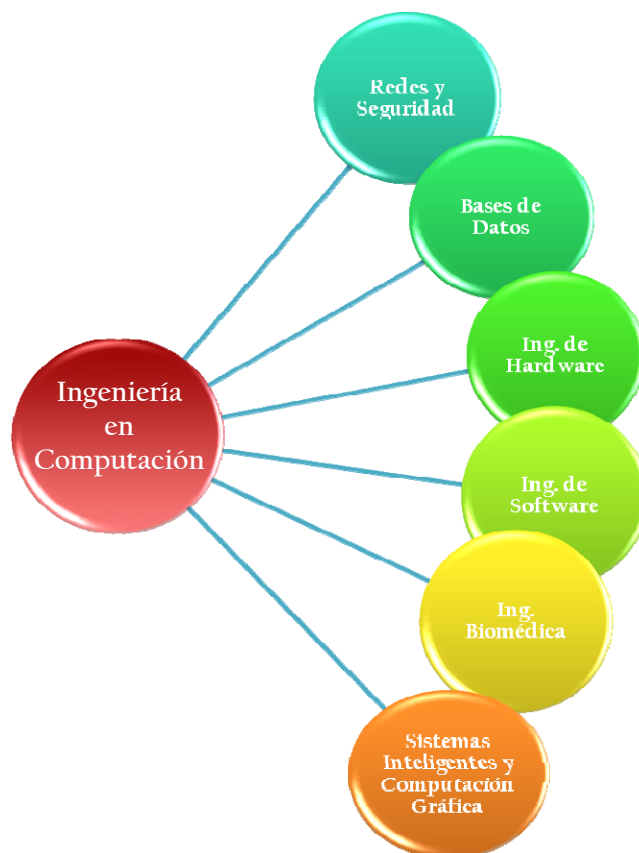 Redes y
Seguridad
Bases de
Datos
Ing. de
Hardware
Ingeniería
en
Computación
Ing. de
Software
Ing.
Biomédica
Sistemas
Inteligentes y
Computación
Gráfica